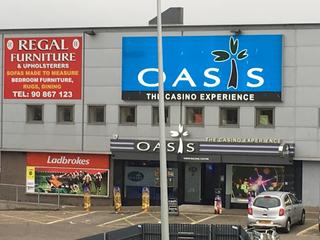 REGAL
FURNITURE
& UPHOLSTERERS
SOFAS MADE TO MEASURE
BEDROOM FURNITURE,
RUGS, DINING
TEL: 90 867 123
OASIS
THE CASINO EXPERIENCE
Ladbrokes
OASIS
THE CASINO EXPERIENCE